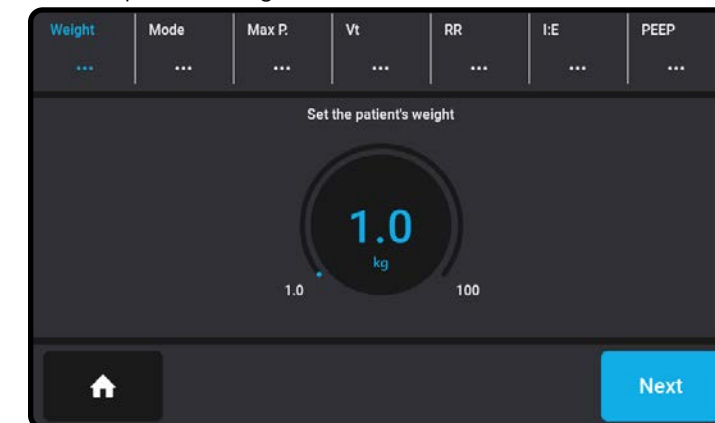 Weight Mode Max P. Vt RR I:E PEEP
... ... ... ... ... ... ...
Set the patient's weight
1.0
kg
1.0 100
Next